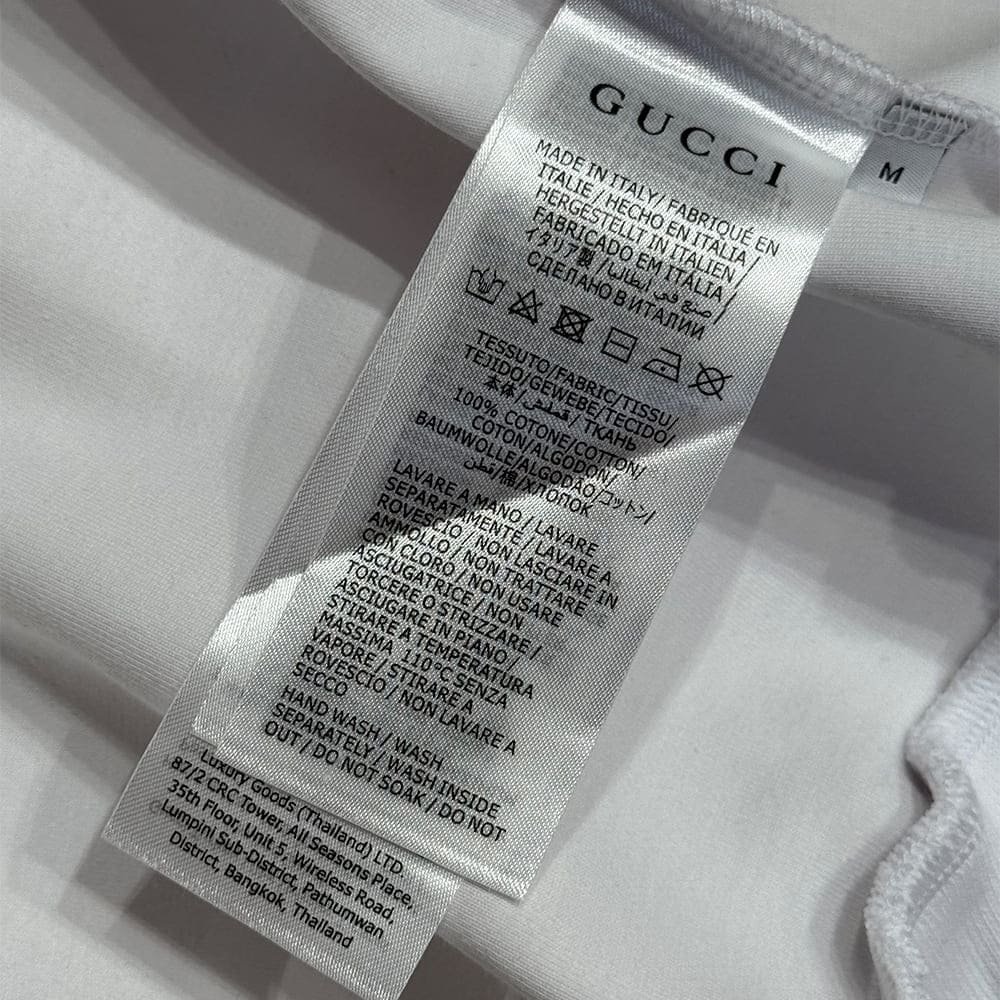 GUCCI
M
MADE IN ITALY/ FABRIQUÉ EN
ITALIE / HECHO EN ITALIA /
HERGESTELLT IN ITALIEN
FABRICADO EM ITÁLIA /
イタリア製 / صنع في ايطاليا /
СДЕЛАНО В ИТАЛИИ
TESSUTO/FABRIC/TISSU/
TEJIDO/GEWEBE/TECIDO/
本体/قماش/ ТКАНЬ
100% COTONE/COTTON/
COTON/ALGODON/
BAUMWOLLE/ALGODÃO/コットン/
قطن/棉/ХЛОПОК
LAVARE A MANO / LAVARE
SEPARATAMENTE / LAVARE A
ROVESCIO / NON LASCIARE IN
AMMOLLO / NON TRATTARE
CON CLORO / NON USARE
ASCIUGATRICE / NON
TORCERE O STRIZZARE /
ASCIUGARE IN PIANO /
STIRARE A TEMPERATURA
MASSIMA 110°C SENZA
VAPORE / STIRARE A
ROVESCIO / NON LAVARE A
SECCO
HAND WASH / WASH
SEPARATELY / WASH INSIDE
OUT / DO NOT SOAK / DO NOT
Luxury Goods (Thailand) LTD
87/2 CRC Tower, All Seasons Place,
35th Floor, Unit 5, Wireless Road,
Lumpini Sub-District, Pathumwan
District, Bangkok, Thailand